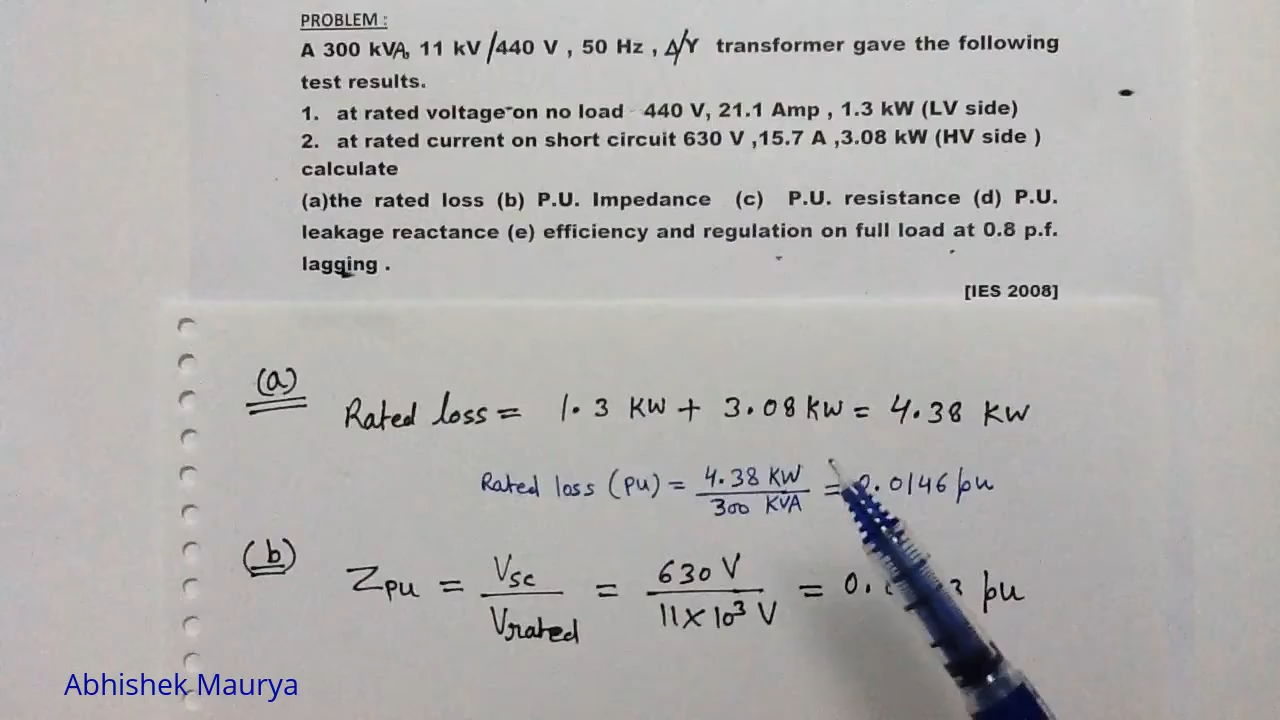 PROBLEM :
A 300 kVA, 11 kV/440 V , 50 Hz , Δ/Y transformer gave the following
test results.
1. at rated voltage on no load 440 V, 21.1 Amp , 1.3 kW (LV side)
2. at rated current on short circuit 630 V ,15.7 A ,3.08 kW (HV side )
calculate
(a)the rated loss (b) P.U. Impedance (c) P.U. resistance (d) P.U.
leakage reactance (e) efficiency and regulation on full load at 0.8 p.f.
lagging .
[IES 2008]
(a)
Rated loss = 1.3 KW + 3.08 KW = 4.38 KW
Rated loss (pu) = 4.38 KW / 300 KVA = 0.0146 pu
(b)
Zpu = Vsc / Vrated = 630 V / 11 × 10³ V = pu
Abhishek Maurya